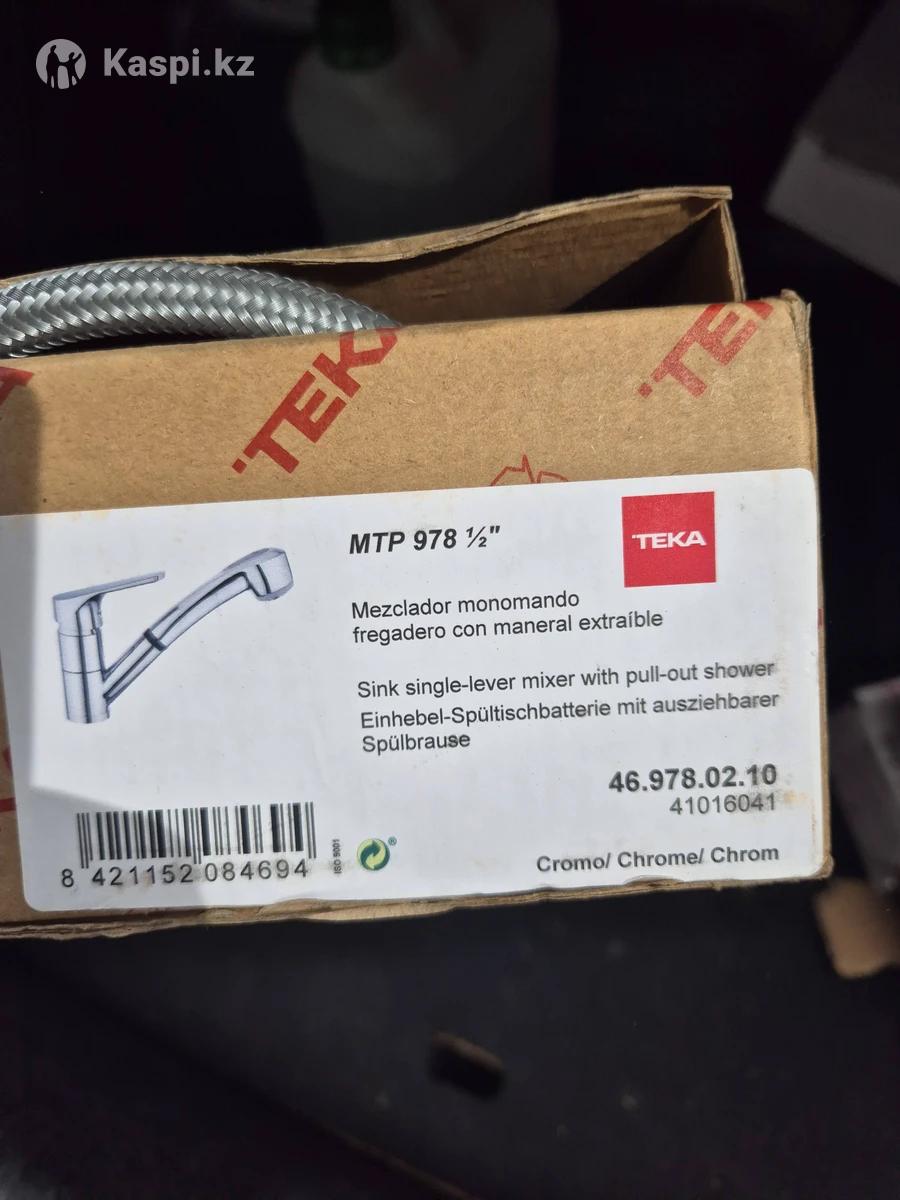 Kaspi.kz
TEKA
TEKA
MTP 978 ½"
TEKA
Mezclador monomando
fregadero con maneral extraíble
Sink single-lever mixer with pull-out shower
Einhebel-Spültischbatterie mit ausziehbarer
Spülbrause
46.978.02.10
41016041
8 421152 084694
ISO 9001
Cromo/ Chrome/ Chrom